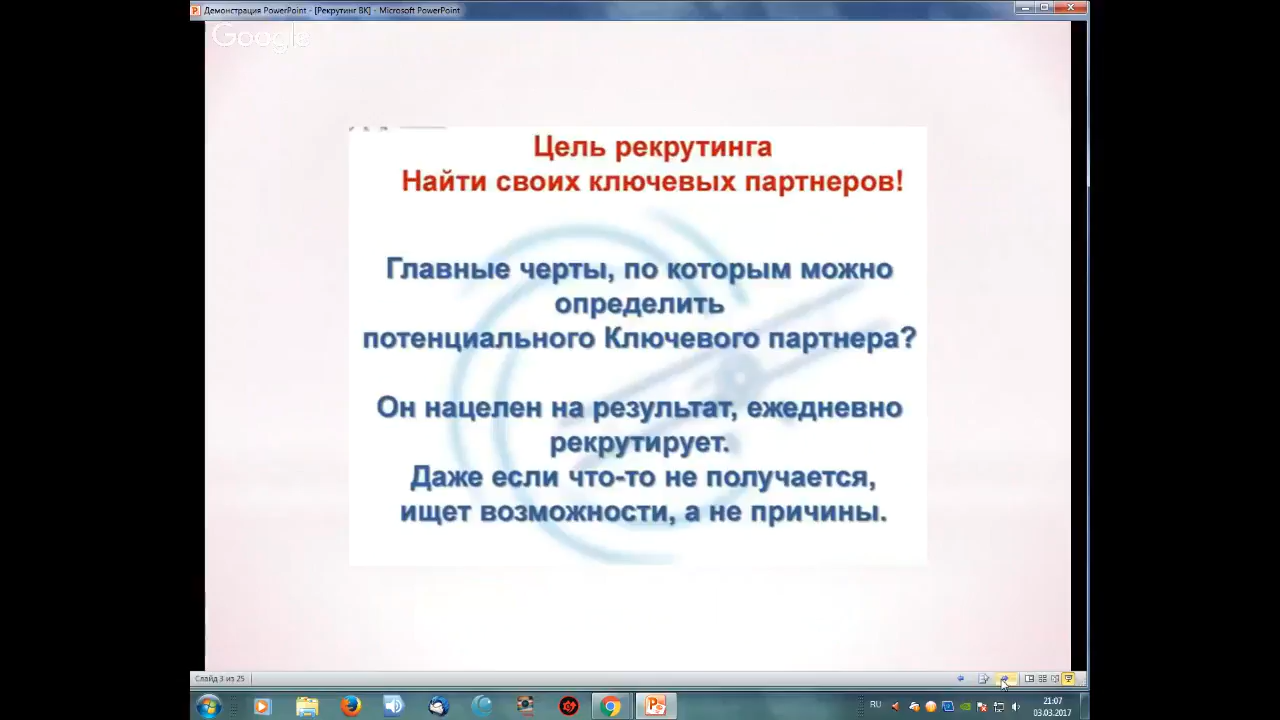 Демонстрация PowerPoint - [Рекрутинг ВК] - Microsoft PowerPoint
Google
Цель рекрутинга
Найти своих ключевых партнеров!
Главные черты, по которым можно
определить
потенциального Ключевого партнера?
Он нацелен на результат, ежедневно
рекрутирует.
Даже если что-то не получается,
ищет возможности, а не причины.
Слайд 3 из 25
RU
21:07
03.03.2017